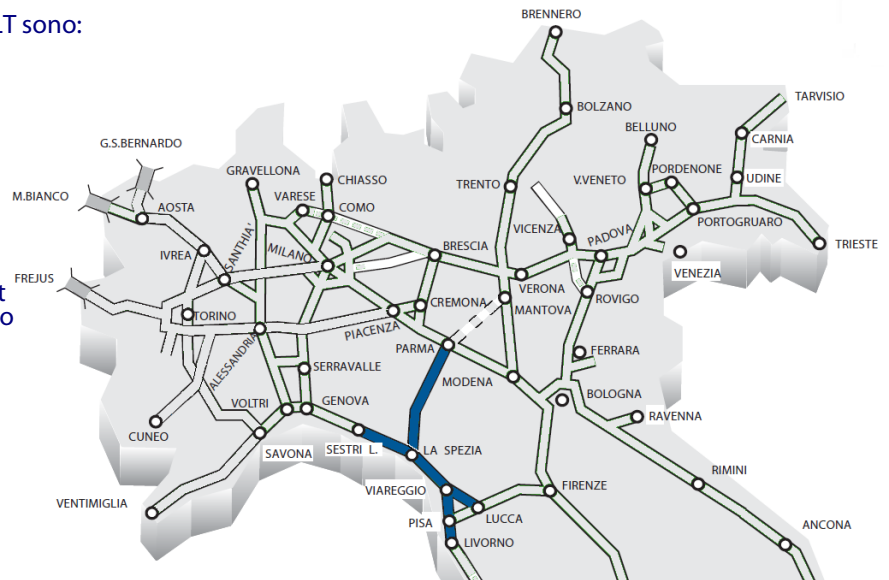 LT sono:
BRENNERO
TARVISIO
BOLZANO
BELLUNO
CARNIA
G.S.BERNARDO
GRAVELLONA
CHIASSO
PORDENONE
UDINE
TRENTO
V.VENETO
M.BIANCO
AOSTA
VARESE
COMO
PORTOGRUARO
VICENZA
PADOVA
TRIESTE
IVREA
SANTHIA'
MILANO
BRESCIA
VENEZIA
FREJUS
VERONA
t
TORINO
CREMONA
MANTOVA
ROVIGO
o
PIACENZA
ALESSANDRIA
PARMA
FERRARA
SERRAVALLE
MODENA
BOLOGNA
VOLTRI
GENOVA
RAVENNA
CUNEO
SAVONA
SESTRI L.
LA SPEZIA
RIMINI
VENTIMIGLIA
VIAREGGIO
FIRENZE
PISA
LUCCA
ANCONA
LIVORNO